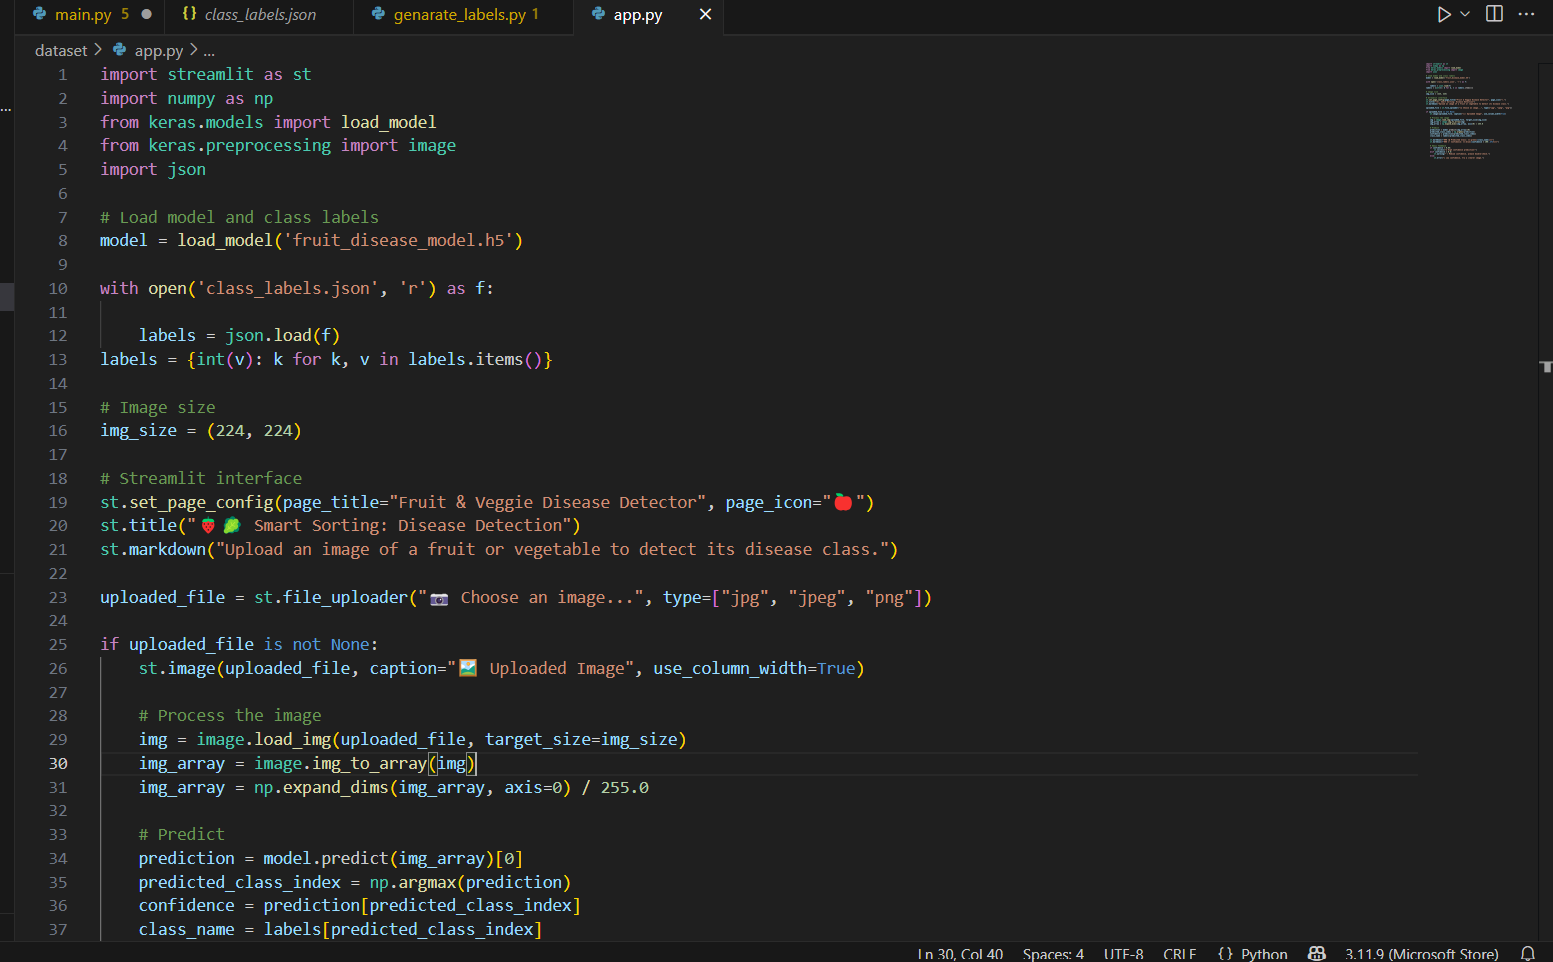 main.py 5 class_labels.json genarate_labels.py 1 app.py
dataset > app.py > ...
1 import streamlit as st
2 import numpy as np
3 from keras.models import load_model
4 from keras.preprocessing import image
5 import json
6
7 # Load model and class labels
8 model = load_model('fruit_disease_model.h5')
9
10 with open('class_labels.json', 'r') as f:
11
12 labels = json.load(f)
13 labels = {int(v): k for k, v in labels.items()}
14
15 # Image size
16 img_size = (224, 224)
17
18 # Streamlit interface
19 st.set_page_config(page_title="Fruit & Veggie Disease Detector", page_icon="🍎")
20 st.title("🍓🥬 Smart Sorting: Disease Detection")
21 st.markdown("Upload an image of a fruit or vegetable to detect its disease class.")
22
23 uploaded_file = st.file_uploader("📷 Choose an image...", type=["jpg", "jpeg", "png"])
24
25 if uploaded_file is not None:
26 st.image(uploaded_file, caption="🖼️ Uploaded Image", use_column_width=True)
27
28 # Process the image
29 img = image.load_img(uploaded_file, target_size=img_size)
30 img_array = image.img_to_array(img)
31 img_array = np.expand_dims(img_array, axis=0) / 255.0
32
33 # Predict
34 prediction = model.predict(img_array)[0]
35 predicted_class_index = np.argmax(prediction)
36 confidence = prediction[predicted_class_index]
37 class_name = labels[predicted_class_index]
Ln 30, Col 40 Spaces: 4 UTF-8 CRLF {} Python 3.11.9 (Microsoft Store)